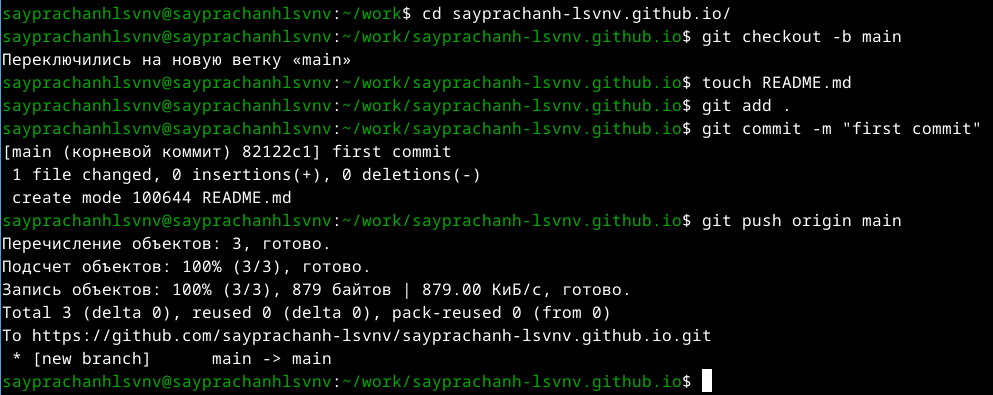 sayprachanhlsvnv@sayprachanhlsvnv:~/work$ cd sayprachanh-lsvnv.github.io/
sayprachanhlsvnv@sayprachanhlsvnv:~/work/sayprachanh-lsvnv.github.io$ git checkout -b main
Переключились на новую ветку «main»
sayprachanhlsvnv@sayprachanhlsvnv:~/work/sayprachanh-lsvnv.github.io$ touch README.md
sayprachanhlsvnv@sayprachanhlsvnv:~/work/sayprachanh-lsvnv.github.io$ git add .
sayprachanhlsvnv@sayprachanhlsvnv:~/work/sayprachanh-lsvnv.github.io$ git commit -m "first commit"
[main (корневой коммит) 82122c1] first commit
 1 file changed, 0 insertions(+), 0 deletions(-)
 create mode 100644 README.md
sayprachanhlsvnv@sayprachanhlsvnv:~/work/sayprachanh-lsvnv.github.io$ git push origin main
Перечисление объектов: 3, готово.
Подсчет объектов: 100% (3/3), готово.
Запись объектов: 100% (3/3), 879 байтов | 879.00 КиБ/с, готово.
Total 3 (delta 0), reused 0 (delta 0), pack-reused 0 (from 0)
To https://github.com/sayprachanh-lsvnv/sayprachanh-lsvnv.github.io.git
 * [new branch]      main -> main
sayprachanhlsvnv@sayprachanhlsvnv:~/work/sayprachanh-lsvnv.github.io$